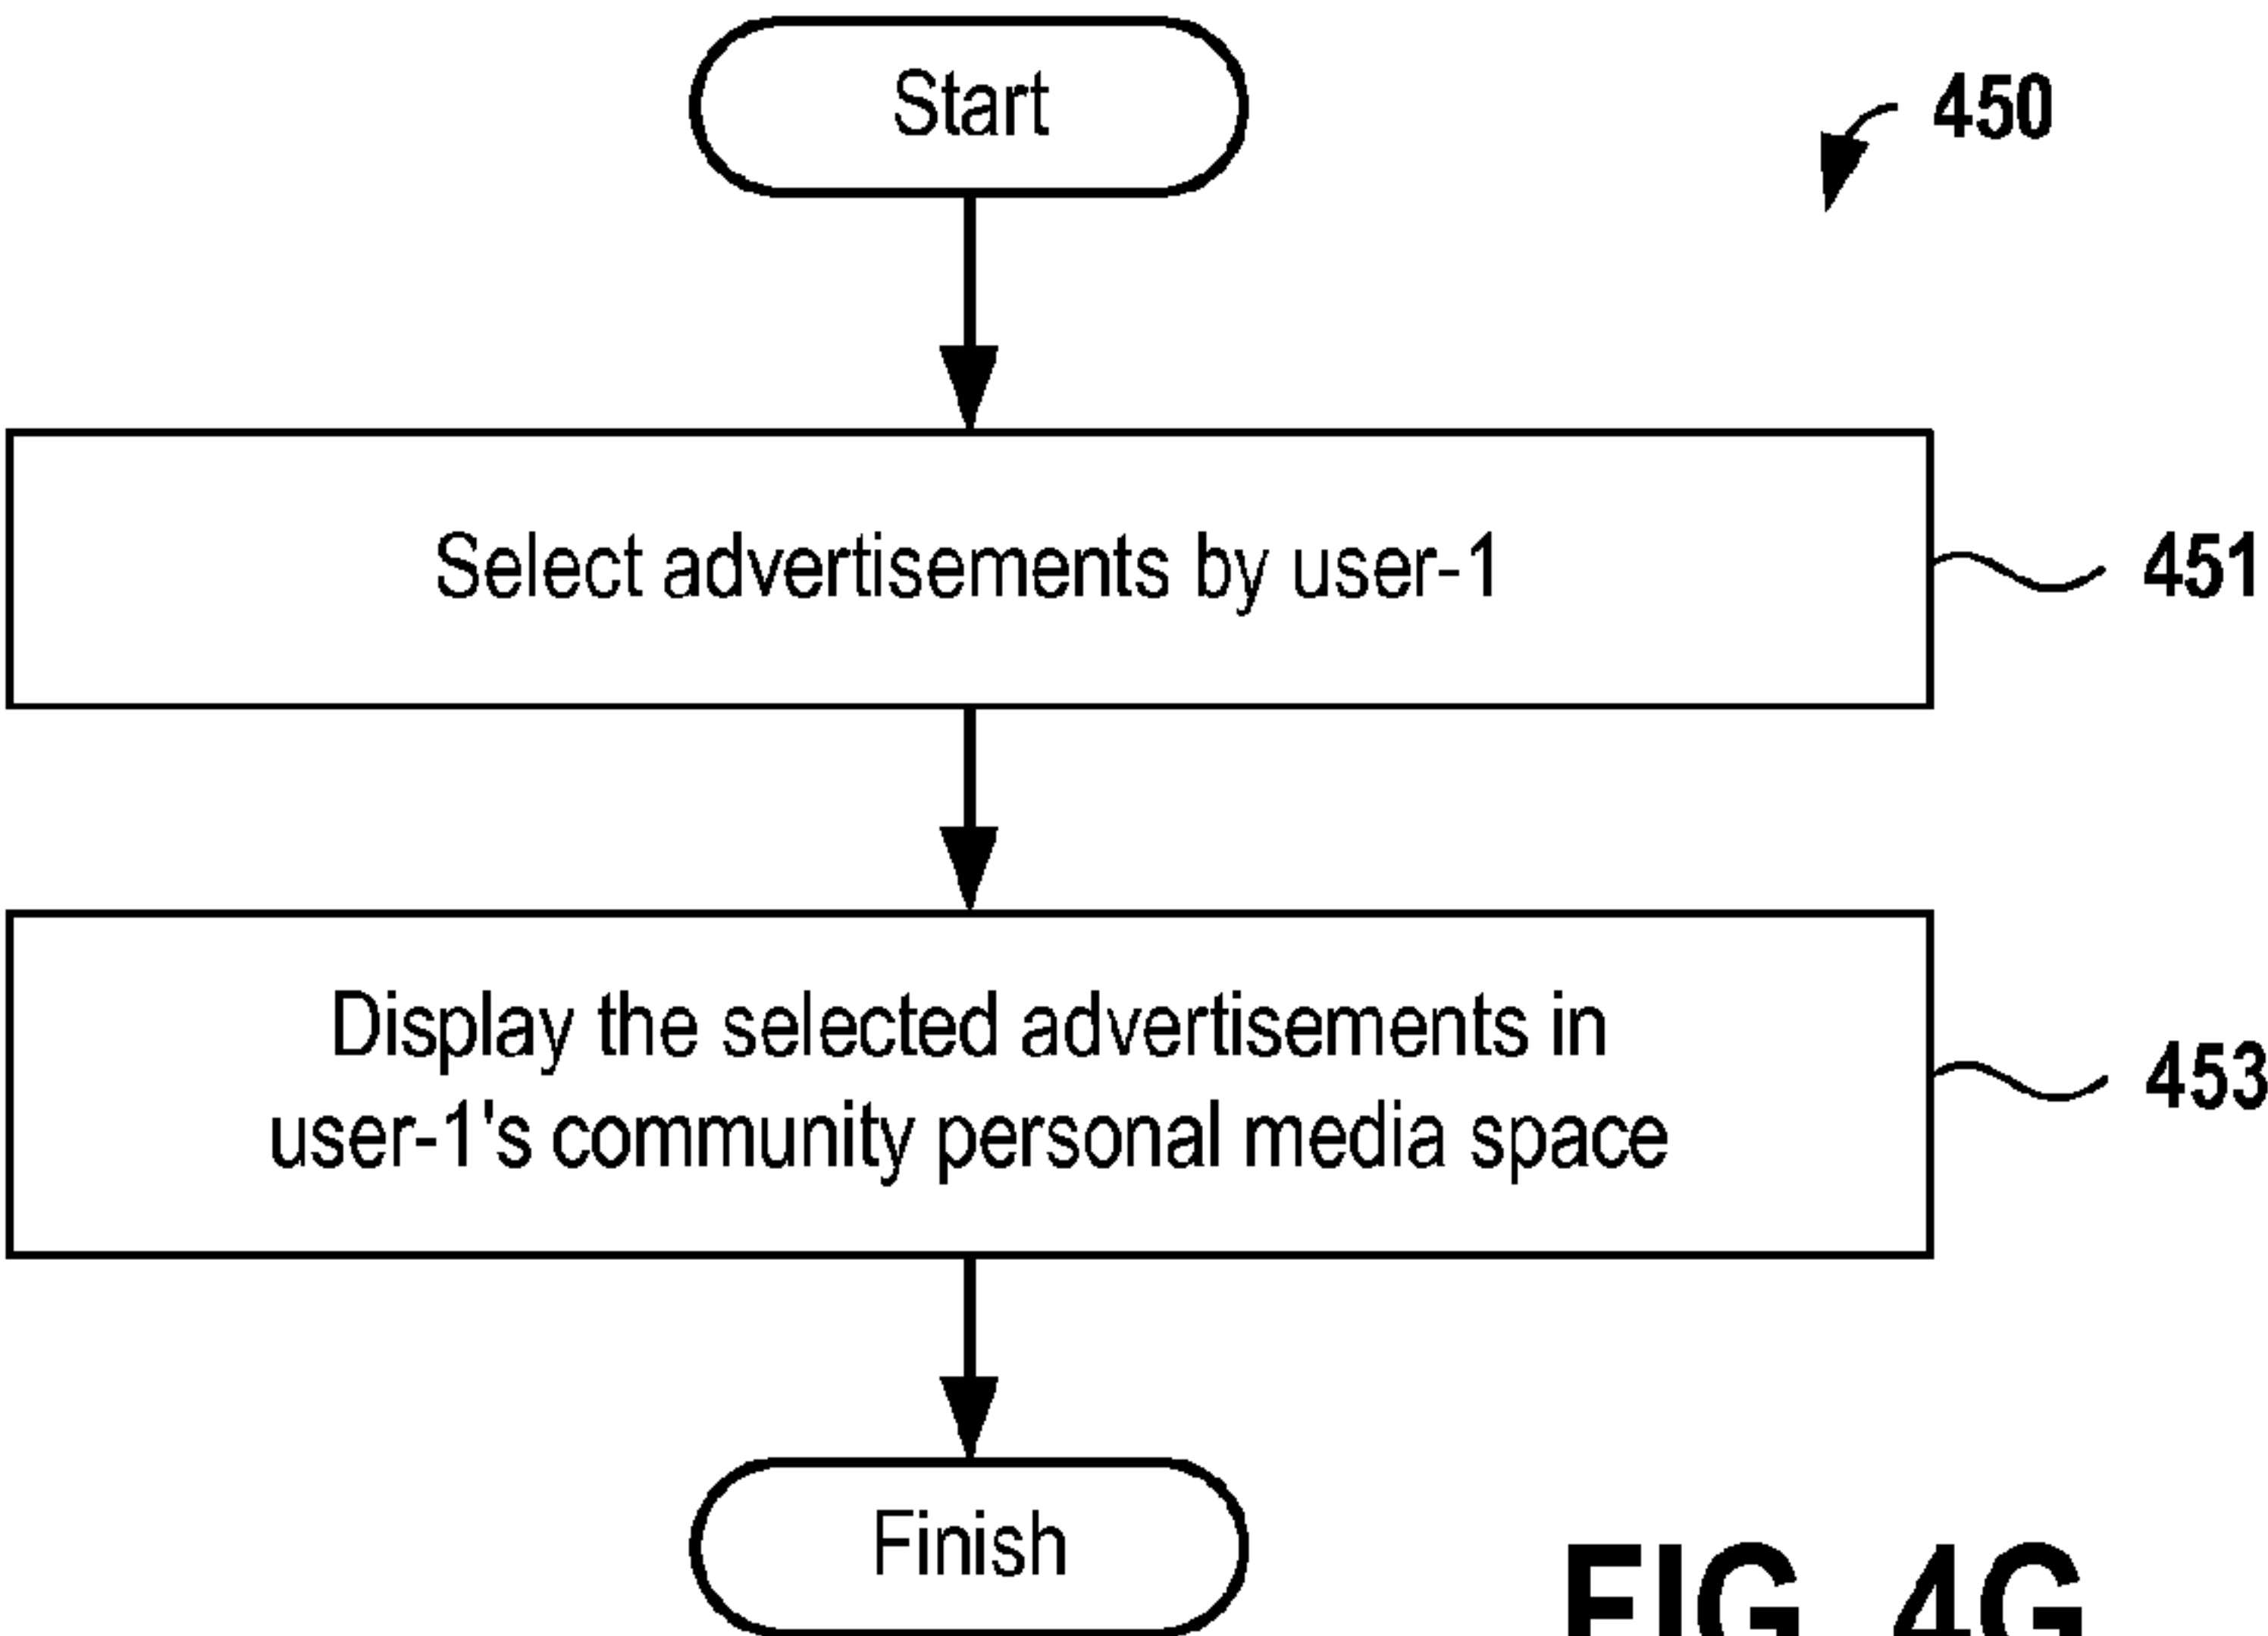 Start
450
Select advertisements by user-1
451
Display the selected advertisements in
user-1's community personal media space
453
Finish
FIG. 4G